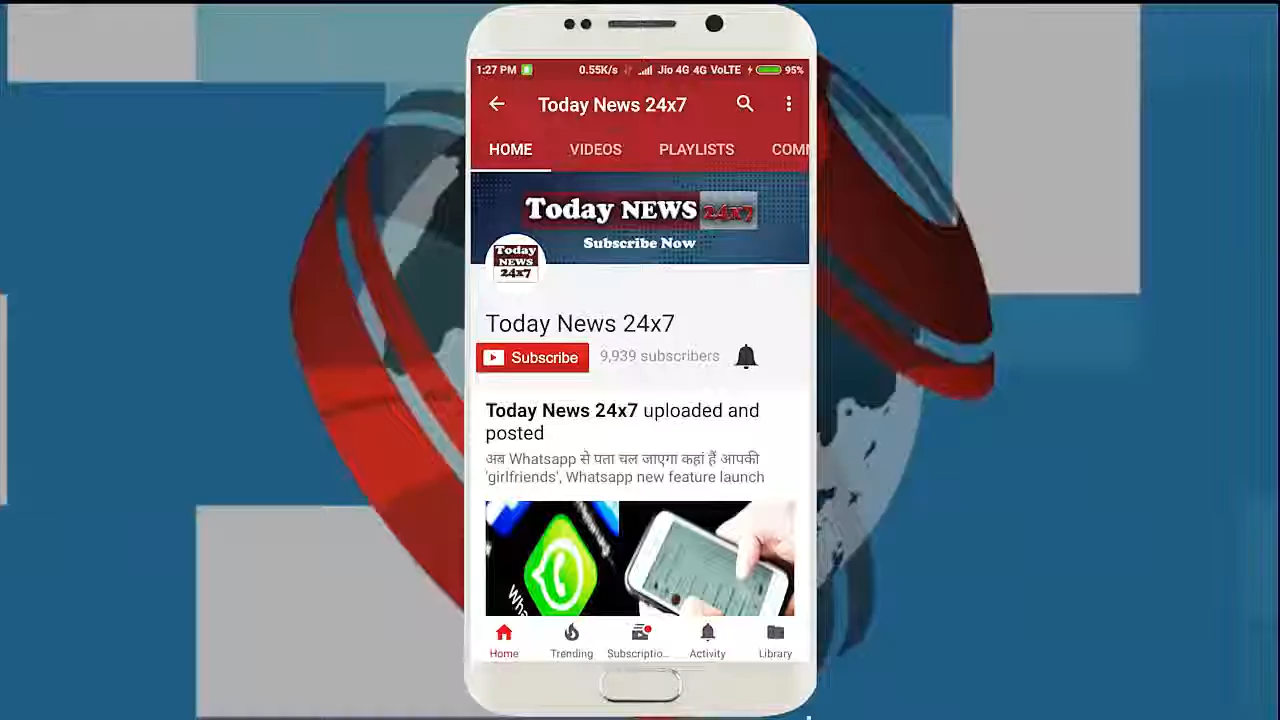 1:27 PM 0.55K/s Jio 4G 4G VoLTE 95%
Today News 24x7
HOME VIDEOS PLAYLISTS COMM
Today NEWS 24x7
Subscribe Now
Today
NEWS
24x7
Today News 24x7
Subscribe 9,939 subscribers
Today News 24x7 uploaded and
posted
अब Whatsapp से पता चल जाएगा कहां हैं आपकी
'girlfriends', Whatsapp new feature launch
Wha
Home Trending Subscriptio... Activity Library